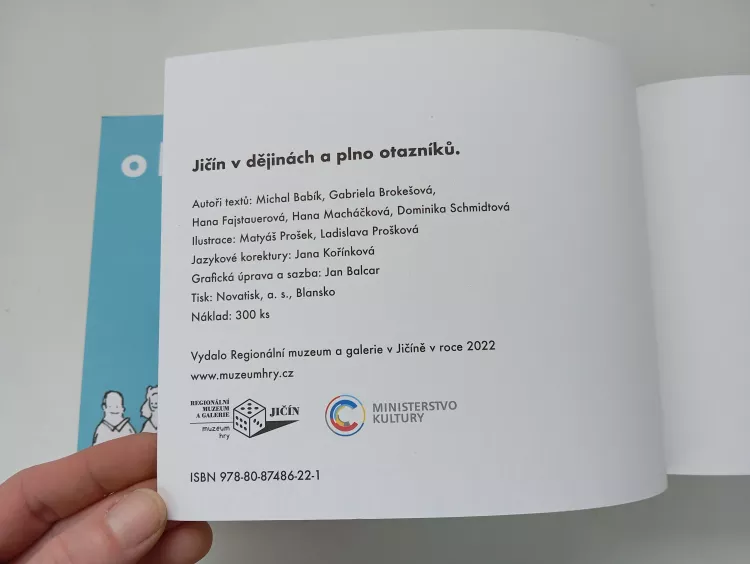 Jičín v dějinách a plno otazníků.
Autoři textů: Michal Babík, Gabriela Brokešová,
Hana Fajstauerová, Hana Macháčková, Dominika Schmidtová
Ilustrace: Matyáš Prošek, Ladislava Prošková
Jazykové korektury: Jana Kořínková
Grafická úprava a sazba: Jan Balcar
Tisk: Novatisk, a. s., Blansko
Náklad: 300 ks
Vydalo Regionální muzeum a galerie v Jičíně v roce 2022
www.muzeumhry.cz
REGIONÁLNÍ
MUZEUM
A GALERIE
JIČÍN
muzeum
hry
MINISTERSTVO
KULTURY
ISBN 978-80-87486-22-1